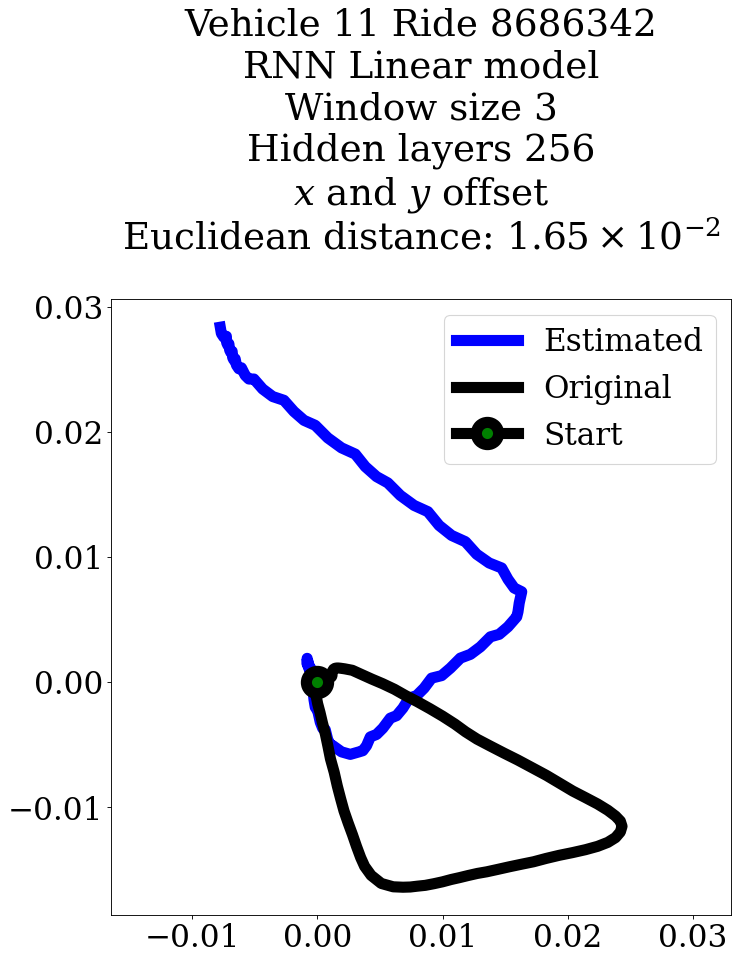 Vehicle 11 Ride 8686342
RNN Linear model
Window size 3
Hidden layers 256
x and y offset
Euclidean distance: 1.65 × 10⁻²
Estimated
Original
Start
0.03
0.02
0.01
0.00
−0.01
−0.01 0.00 0.01 0.02 0.03